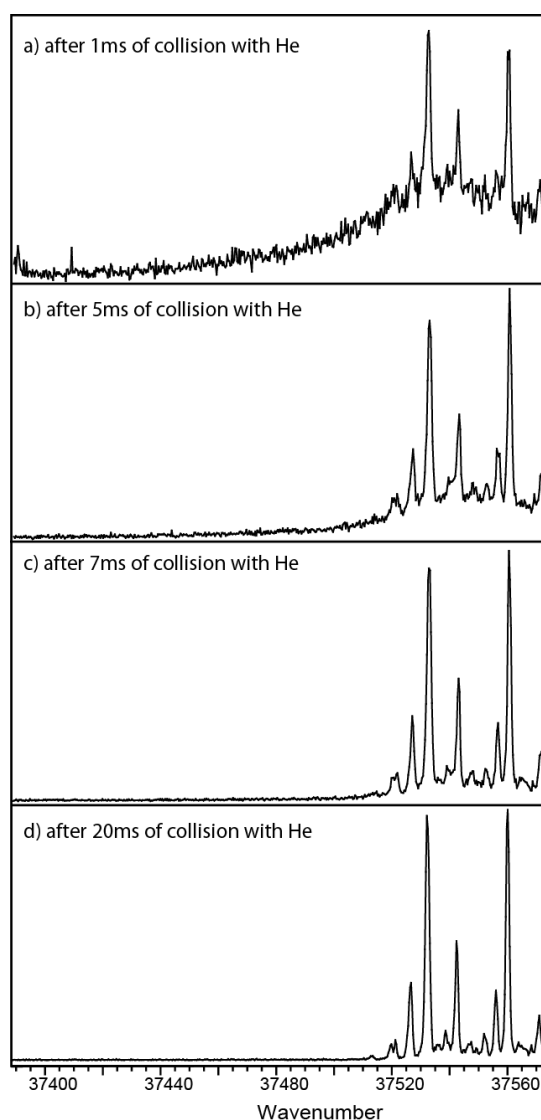 a) after 1ms of collision with He
b) after 5ms of collision with He
c) after 7ms of collision with He
d) after 20ms of collision with He
37400 37440 37480 37520 37560
Wavenumber